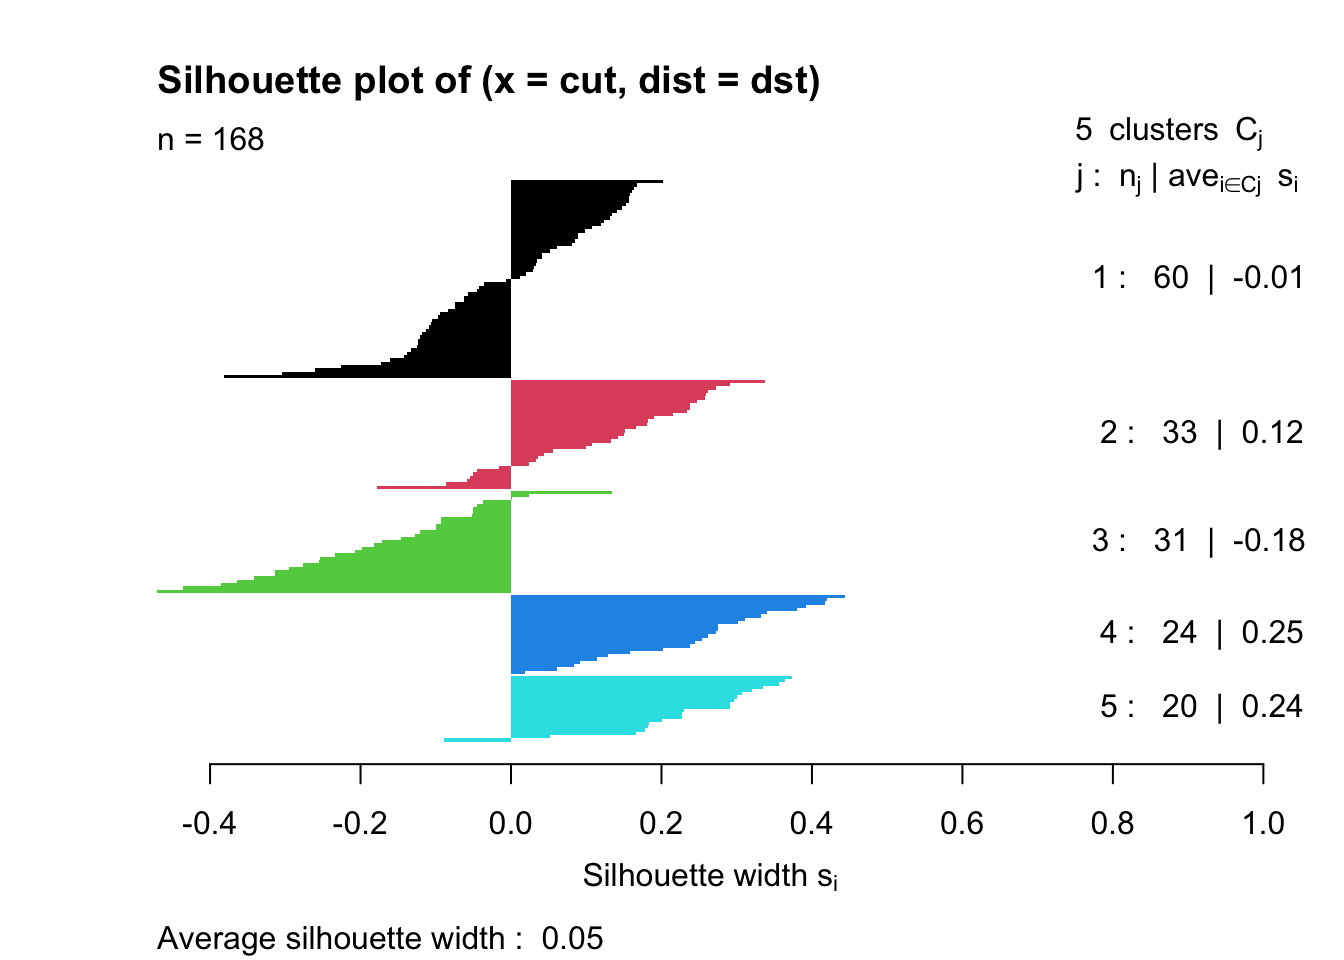 Silhouette plot of (x = cut, dist = dst)
n = 168
5 clusters Cj
j : nj | avei∈Cj si
1 : 60 | -0.01
2 : 33 | 0.12
3 : 31 | -0.18
4 : 24 | 0.25
5 : 20 | 0.24
-0.4 -0.2 0.0 0.2 0.4 0.6 0.8 1.0
Silhouette width si
Average silhouette width : 0.05